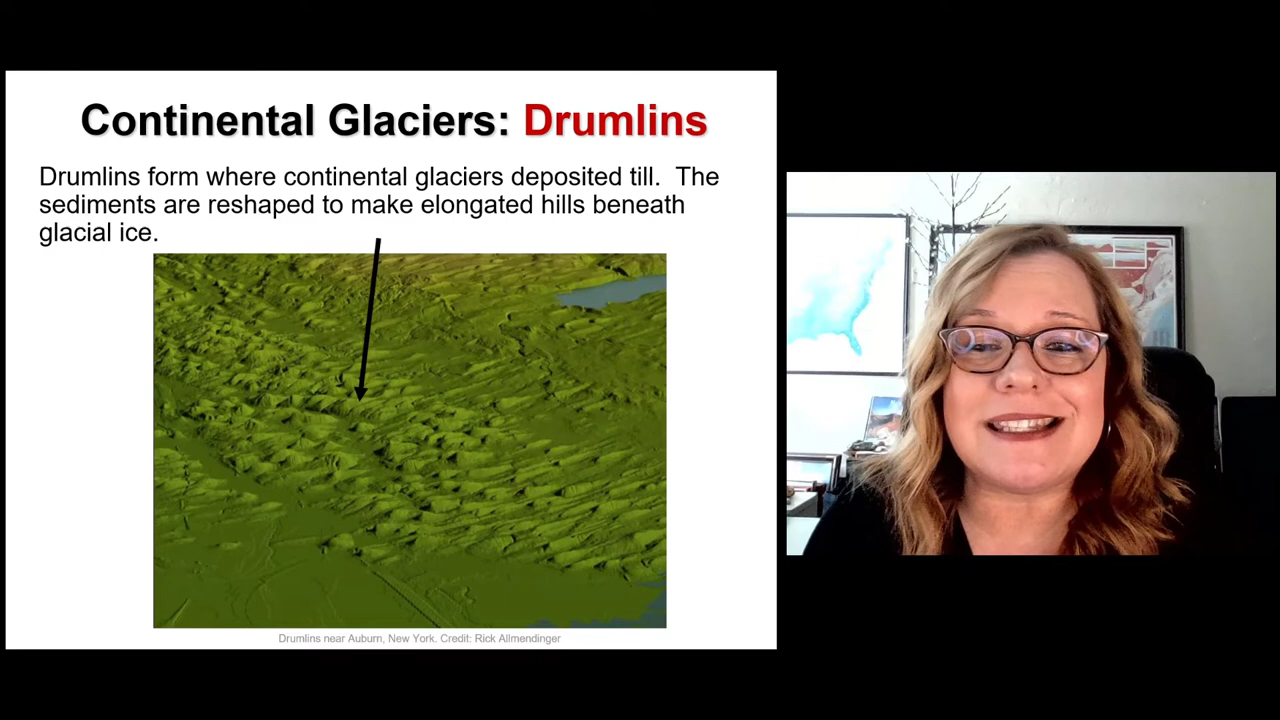 Continental Glaciers: Drumlins
Drumlins form where continental glaciers deposited till. The
sediments are reshaped to make elongated hills beneath
glacial ice.
Drumlins near Auburn, New York. Credit: Rick Allmendinger